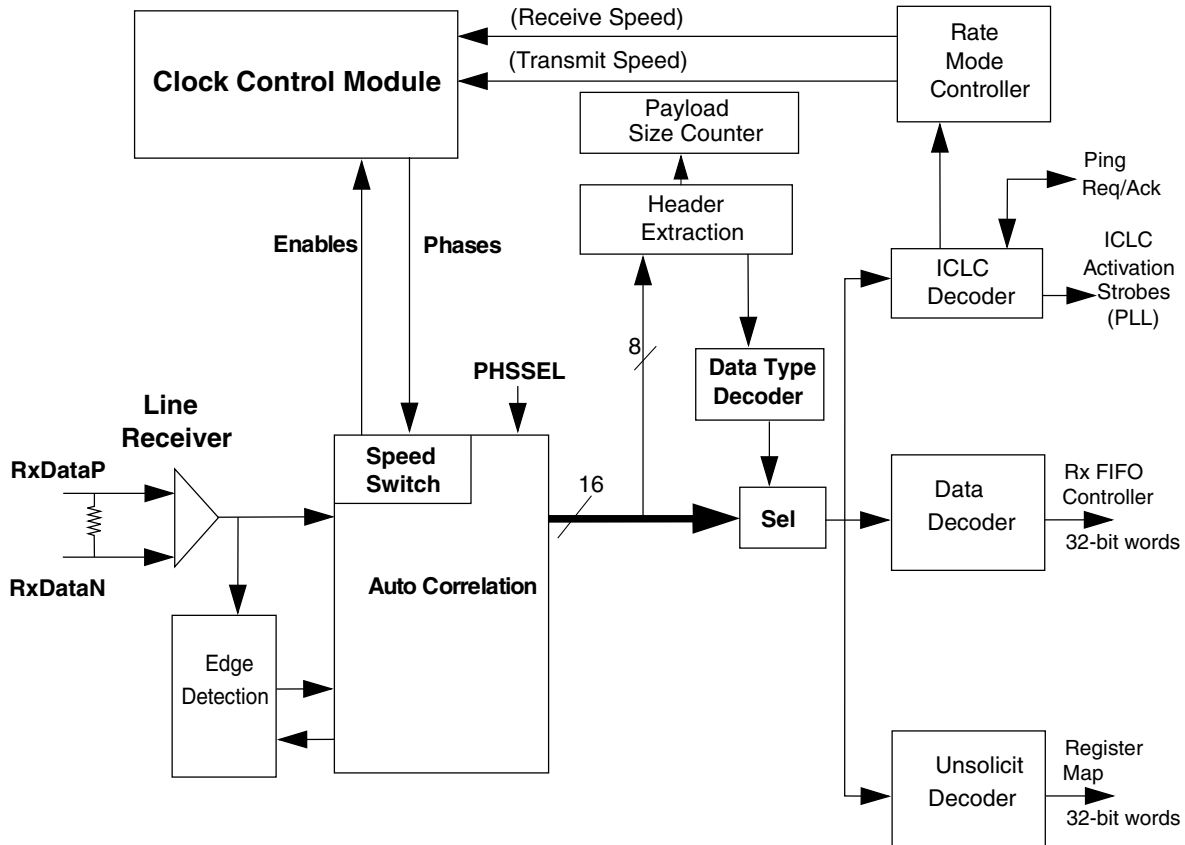 (Receive Speed)
(Transmit Speed)
Clock Control Module
Rate
Mode
Controller
Payload
Size Counter
Ping
Req/Ack
Header
Extraction
Enables
Phases
ICLC
Decoder
ICLC
Activation
Strobes
(PLL)
8
PHSSEL
Data Type
Decoder
Line
Receiver
RxDataP
RxDataN
Speed
Switch
16
Sel
Data
Decoder
Rx FIFO
Controller
32-bit words
Auto Correlation
Edge
Detection
Unsolicit
Decoder
Register
Map
32-bit words